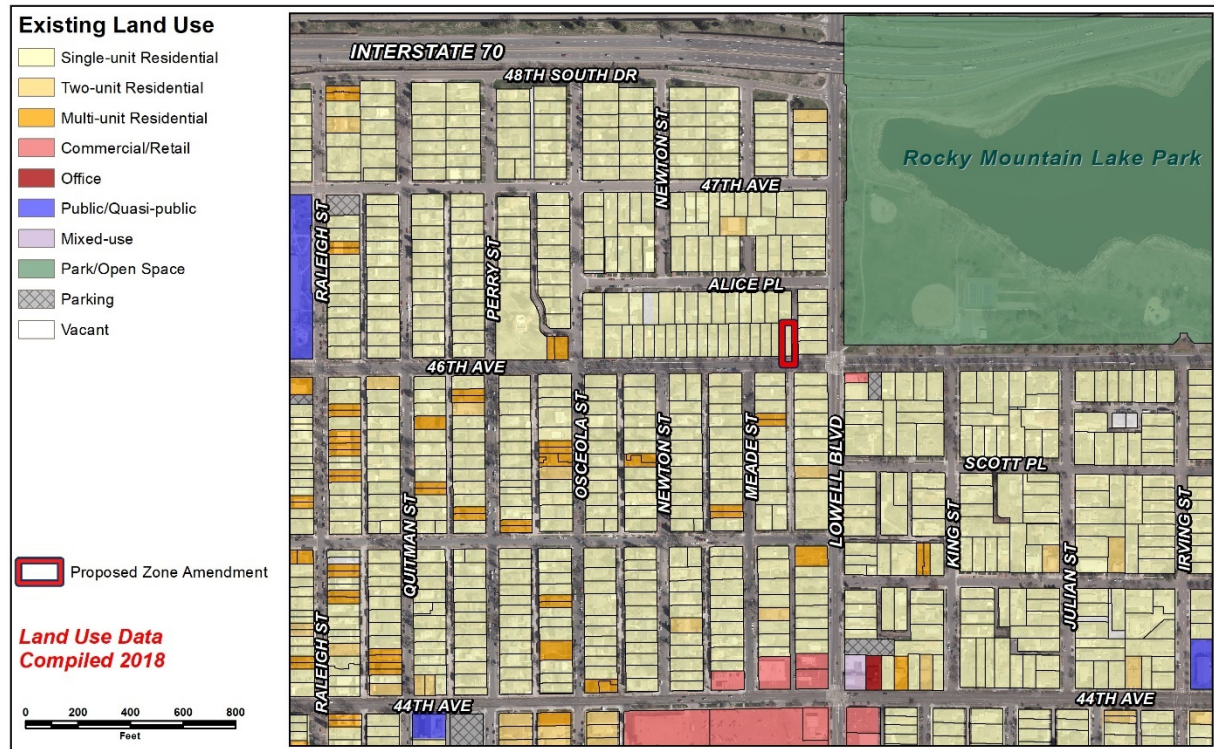 Existing Land Use
Single-unit Residential
Two-unit Residential
Multi-unit Residential
Commercial/Retail
Office
Public/Quasi-public
Mixed-use
Park/Open Space
Parking
Vacant
Proposed Zone Amendment
Land Use Data
Compiled 2018
0 200 400 600 800
Feet
INTERSTATE 70
48TH SOUTH DR
NEWTON ST
Rocky Mountain Lake Park
47TH AVE
RALEIGH ST
PERRY ST
ALICE PL
46TH AVE
OSCEOLA ST
NEWTON ST
MEADE ST
LOWELL BLVD
SCOTT PL
QUITMAN ST
KING ST
JULIAN ST
IRVING ST
RALEIGH ST
44TH AVE
44TH AVE